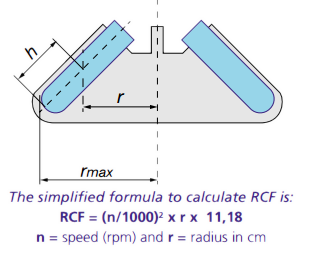 h
r
rmax
The simplified formula to calculate RCF is:
RCF = (n/1000)² x r x 11,18
n = speed (rpm) and r = radius in cm